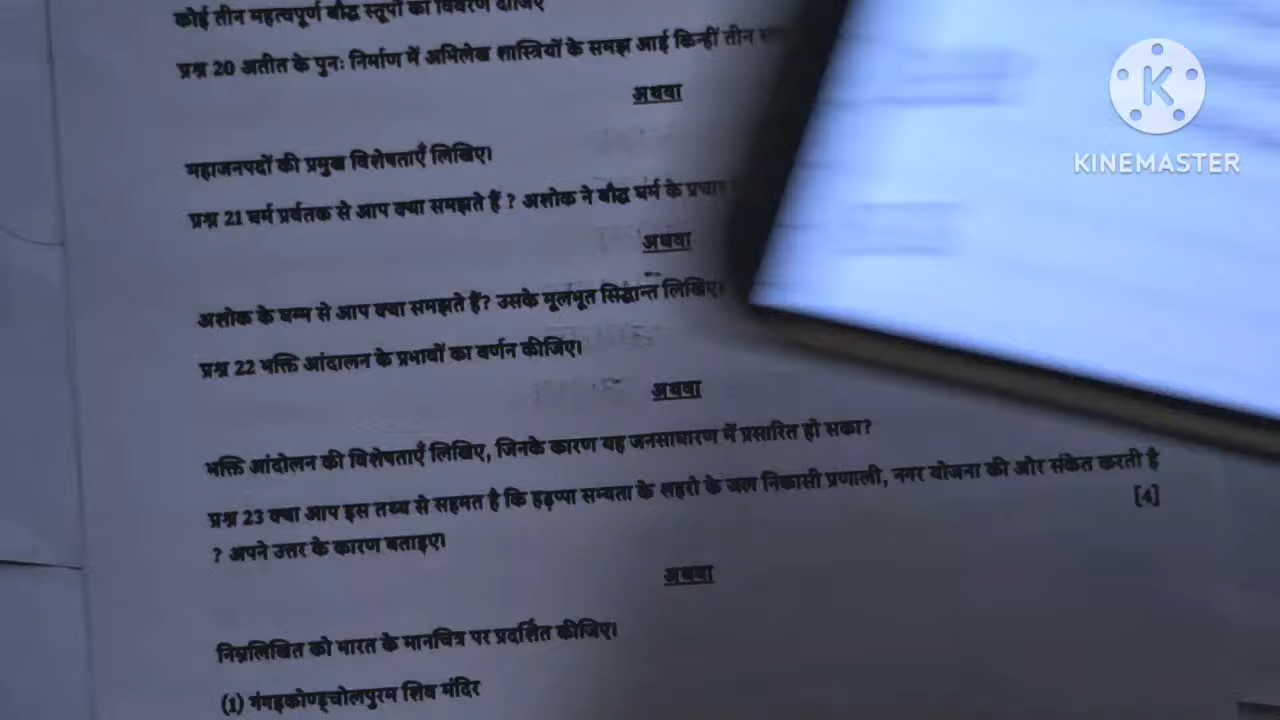 कोई तीन महत्वपूर्ण बौद्ध स्तूपों का विवरण दीजिए
प्रश्न 20 अतीत के पुनः निर्माण में अभिलेख शास्त्रियों के समझ आई किन्हीं तीन
अथवा
महाजनपदों की प्रमुख विशेषताएँ लिखिए।
प्रश्न 21 धर्म प्रर्वतक से आप क्या समझते हैं ? अशोक ने बौद्ध धर्म के प्रचार
अथवा
अशोक के धम्म से आप क्या समझते हैं? उसके मूलभूत सिद्धान्त लिखिए।
प्रश्न 22 भक्ति आंदालन के प्रभावों का वर्णन कीजिए।
अथवा
भक्ति आंदोलन की विशेषताएँ लिखिए, जिनके कारण यह जनसाधारण में प्रसारित हो सका?
प्रश्न 23 क्या आप इस तथ्य से सहमत है कि हड़प्पा सभ्यता के शहरो के जल निकासी प्रणाली, नगर योजना की ओर संकेत करती है
? अपने उत्तर के कारण बताइए। [4]
अथवा
निम्नलिखित को भारत के मानचित्र पर प्रदर्शित कीजिए।
(1) गंगइकोण्ड्चोलपुरम शिव मंदिर
KINEMASTER